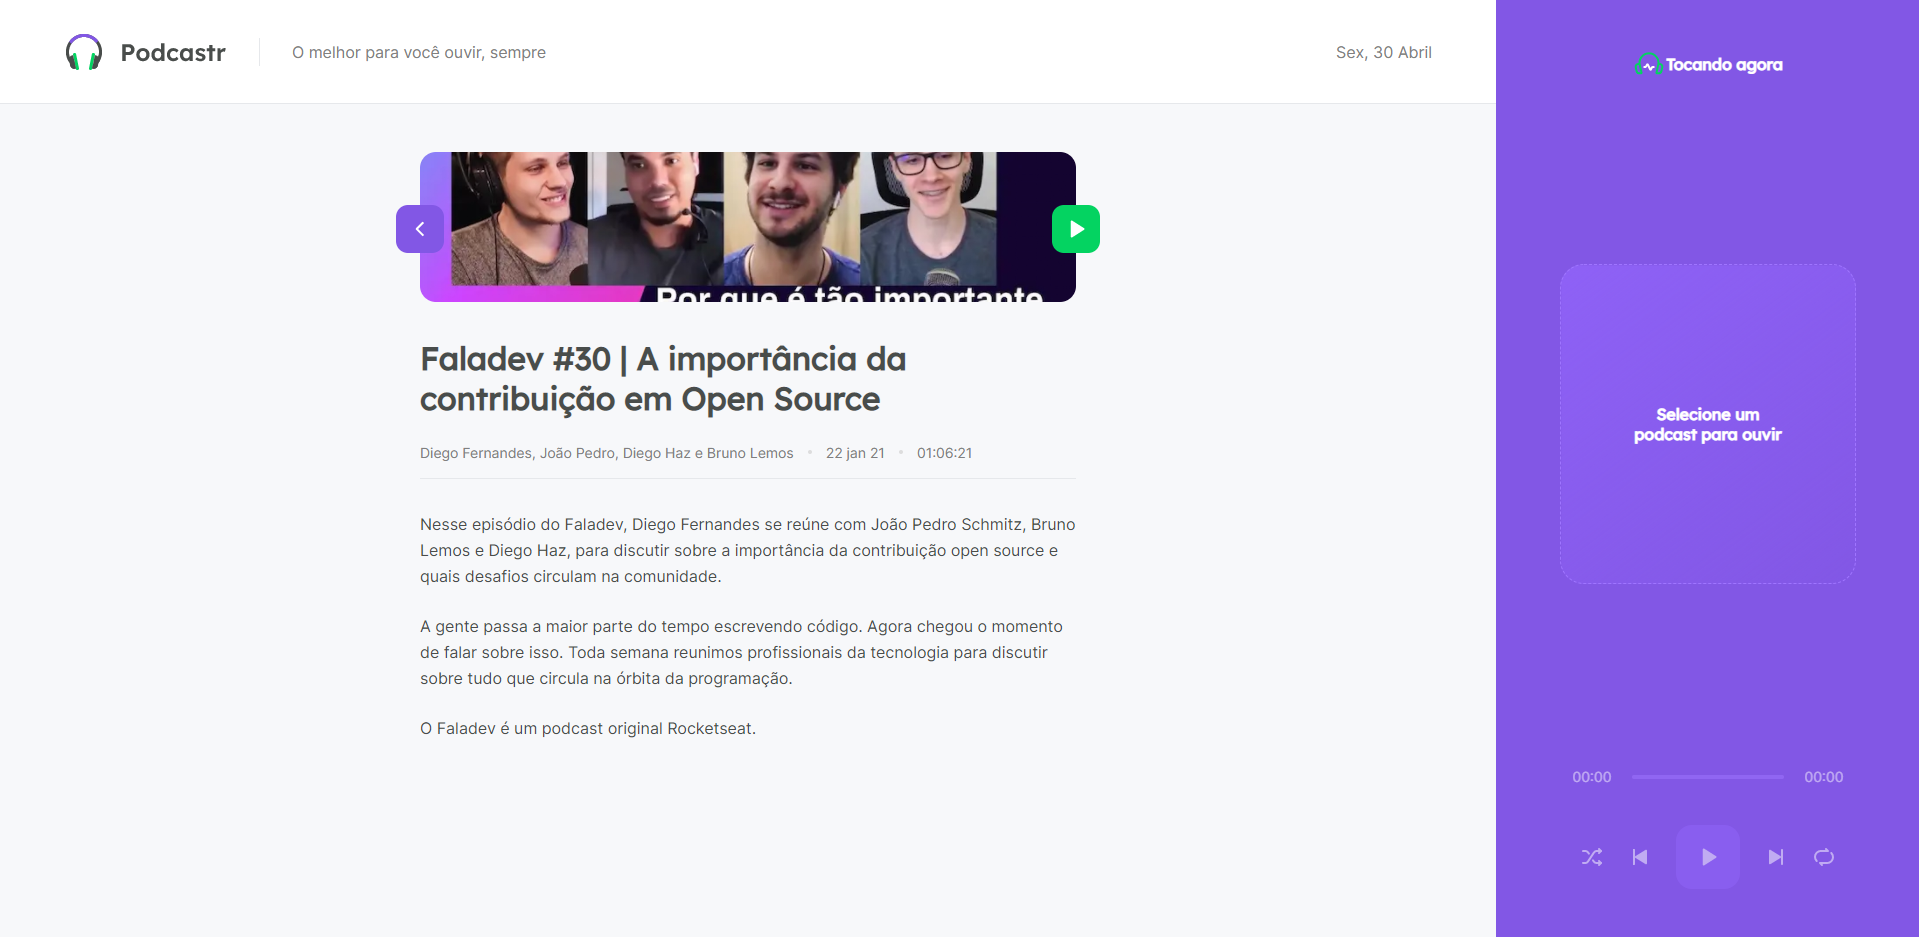 Podcastr
O melhor para você ouvir, sempre
Sex, 30 Abril
Por que é tão importante
Faladev #30 | A importância da
contribuição em Open Source
Diego Fernandes, João Pedro, Diego Haz e Bruno Lemos • 22 jan 21 • 01:06:21
Nesse episódio do Faladev, Diego Fernandes se reúne com João Pedro Schmitz, Bruno
Lemos e Diego Haz, para discutir sobre a importância da contribuição open source e
quais desafios circulam na comunidade.
A gente passa a maior parte do tempo escrevendo código. Agora chegou o momento
de falar sobre isso. Toda semana reunimos profissionais da tecnologia para discutir
sobre tudo que circula na órbita da programação.
O Faladev é um podcast original Rocketseat.
Tocando agora
Selecione um
podcast para ouvir
00:00
00:00